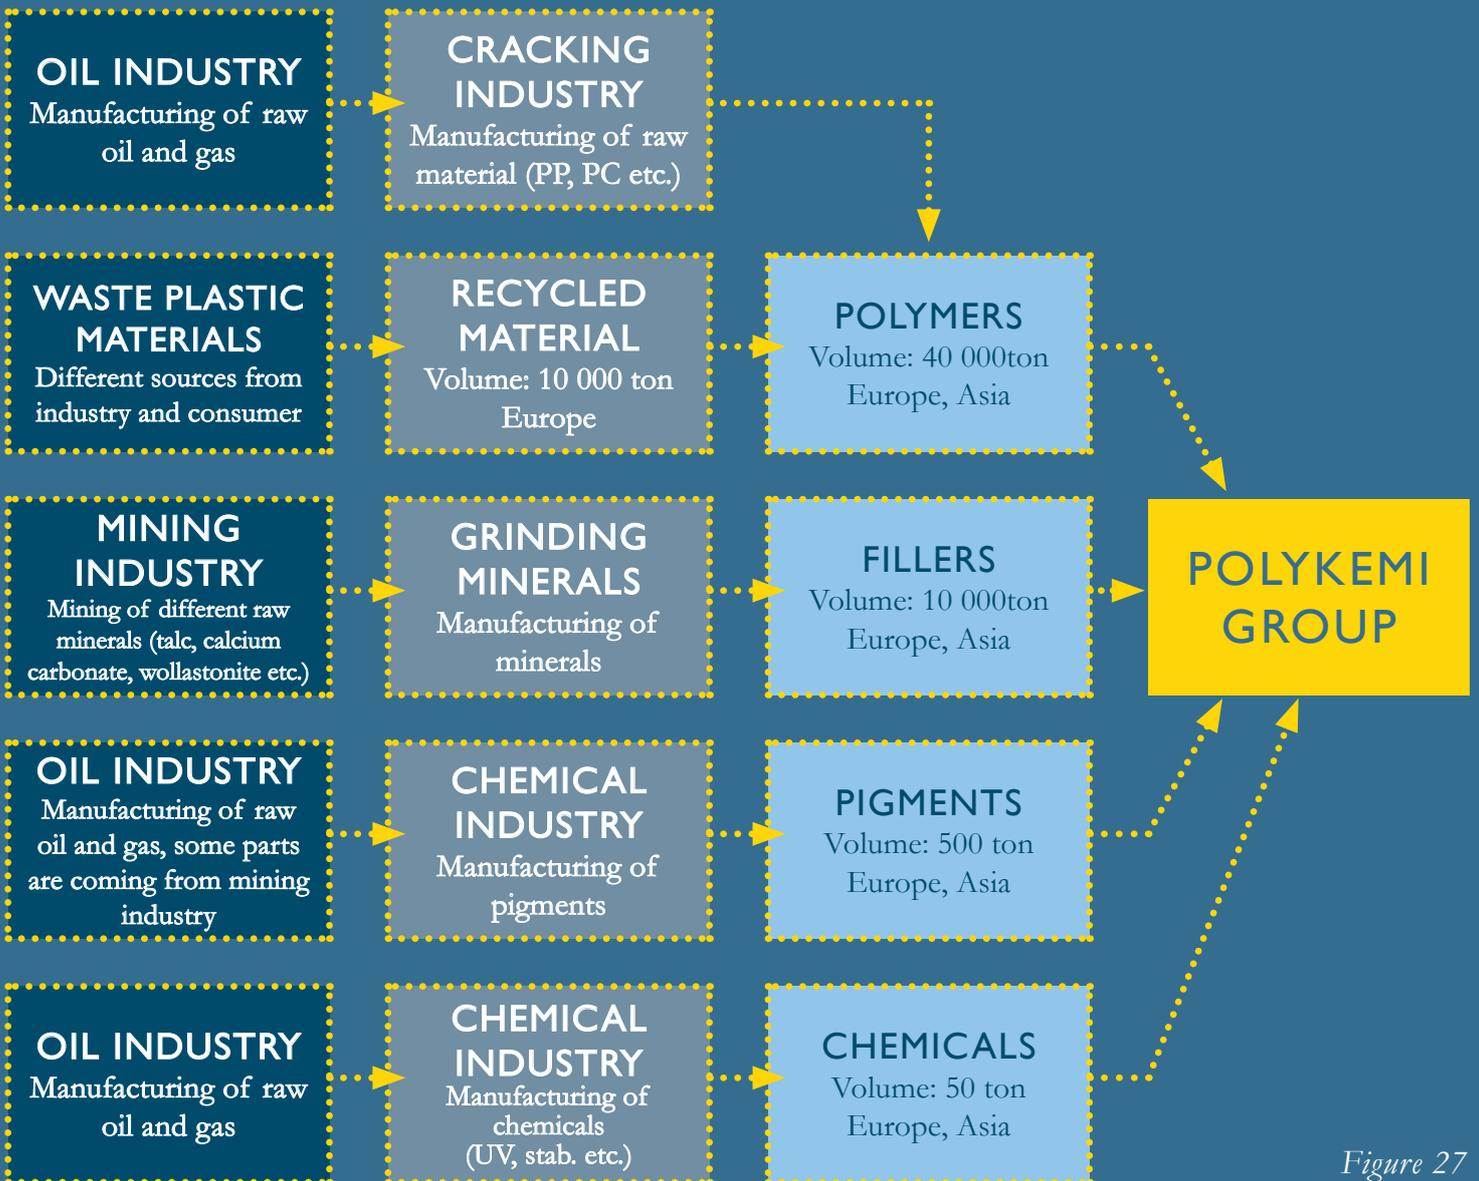 OIL INDUSTRY
Manufacturing of raw
oil and gas
CRACKING
INDUSTRY
Manufacturing of raw
material (PP, PC etc.)
WASTE PLASTIC
MATERIALS
Different sources from
industry and consumer
RECYCLED
MATERIAL
Volume: 10 000 ton
Europe
POLYMERS
Volume: 40 000ton
Europe, Asia
MINING
INDUSTRY
Mining of different raw
minerals (talc, calcium
carbonate, wollastonite etc.)
GRINDING
MINERALS
Manufacturing of
minerals
FILLERS
Volume: 10 000ton
Europe, Asia
POLYKEMI
GROUP
OIL INDUSTRY
Manufacturing of raw
oil and gas, some parts
are coming from mining
industry
CHEMICAL
INDUSTRY
Manufacturing of
pigments
PIGMENTS
Volume: 500 ton
Europe, Asia
OIL INDUSTRY
Manufacturing of raw
oil and gas
CHEMICAL
INDUSTRY
Manufacturing of
chemicals
(UV, stab. etc.)
CHEMICALS
Volume: 50 ton
Europe, Asia
Figure 27